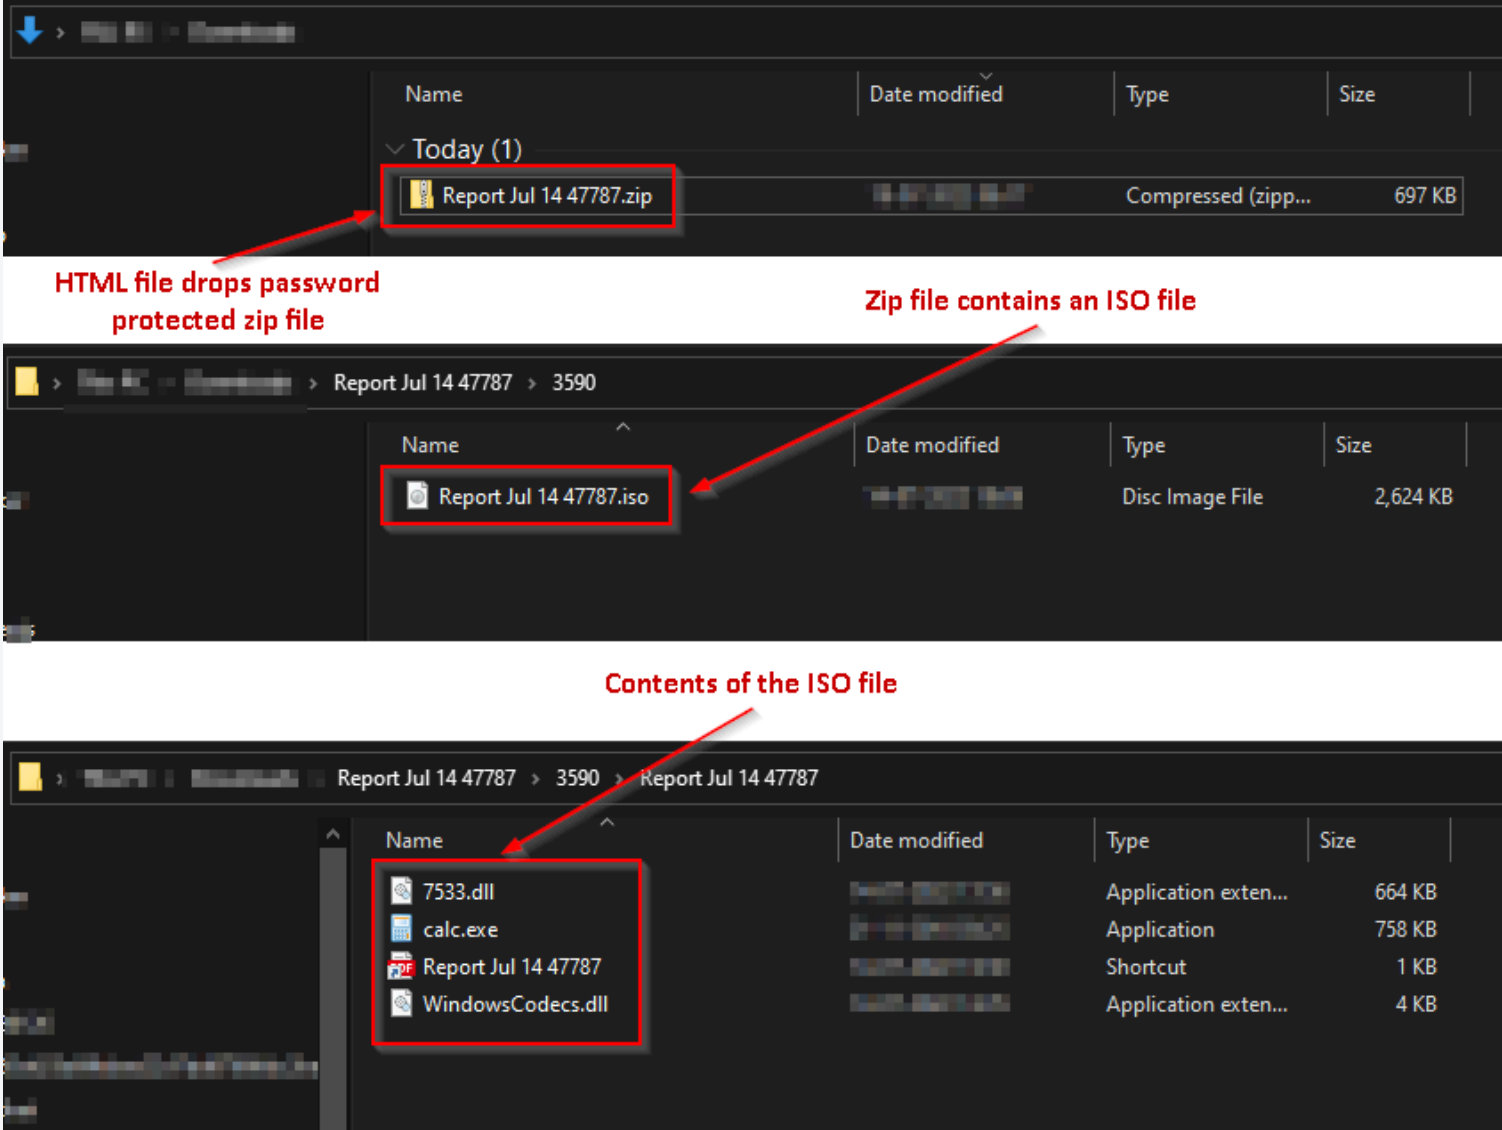 Name Date modified Type Size
Today (1)
Report Jul 14 47787.zip Compressed (zipp... 697 KB
HTML file drops password
protected zip file
Zip file contains an ISO file
Report Jul 14 47787 > 3590
Name Date modified Type Size
Report Jul 14 47787.iso Disc Image File 2,624 KB
Contents of the ISO file
Report Jul 14 47787 > 3590 > Report Jul 14 47787
Name Date modified Type Size
7533.dll Application exten... 664 KB
calc.exe Application 758 KB
Report Jul 14 47787 Shortcut 1 KB
WindowsCodecs.dll Application exten... 4 KB